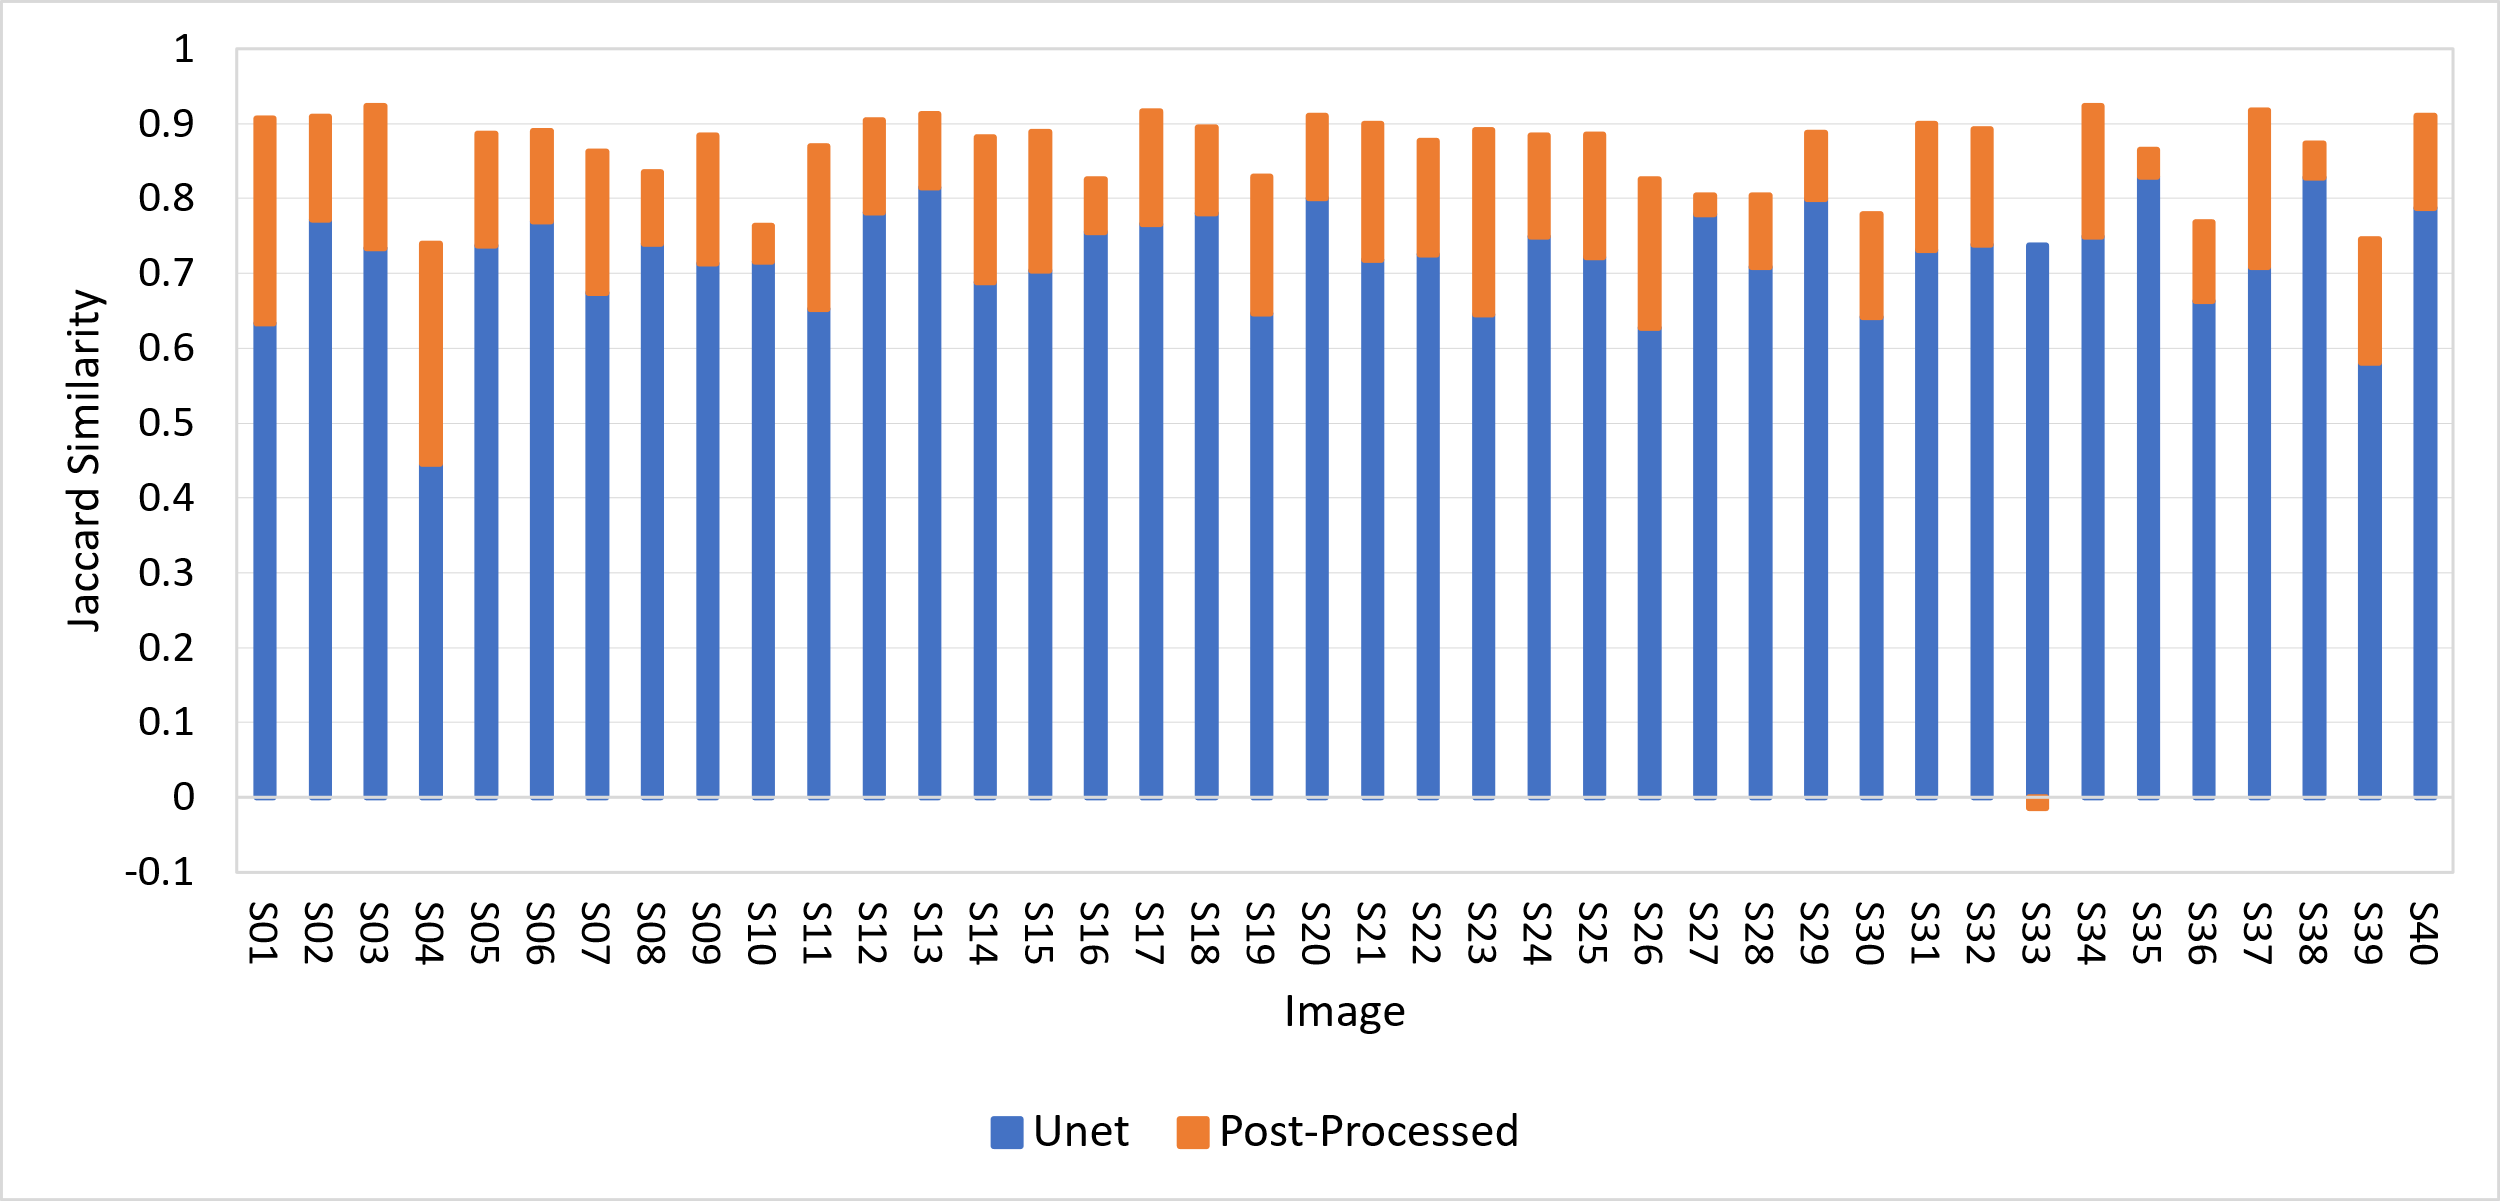 1
0.9
0.8
0.7
0.6
0.5
0.4
0.3
0.2
0.1
0
-0.1
Jaccard Similarity
S01
S02
S03
S04
S05
S06
S07
S08
S09
S10
S11
S12
S13
S14
S15
S16
S17
S18
S19
S20
S21
S22
S23
S24
S25
S26
S27
S28
S29
S30
S31
S32
S33
S34
S35
S36
S37
S38
S39
S40
Image
Unet
Post-Processed